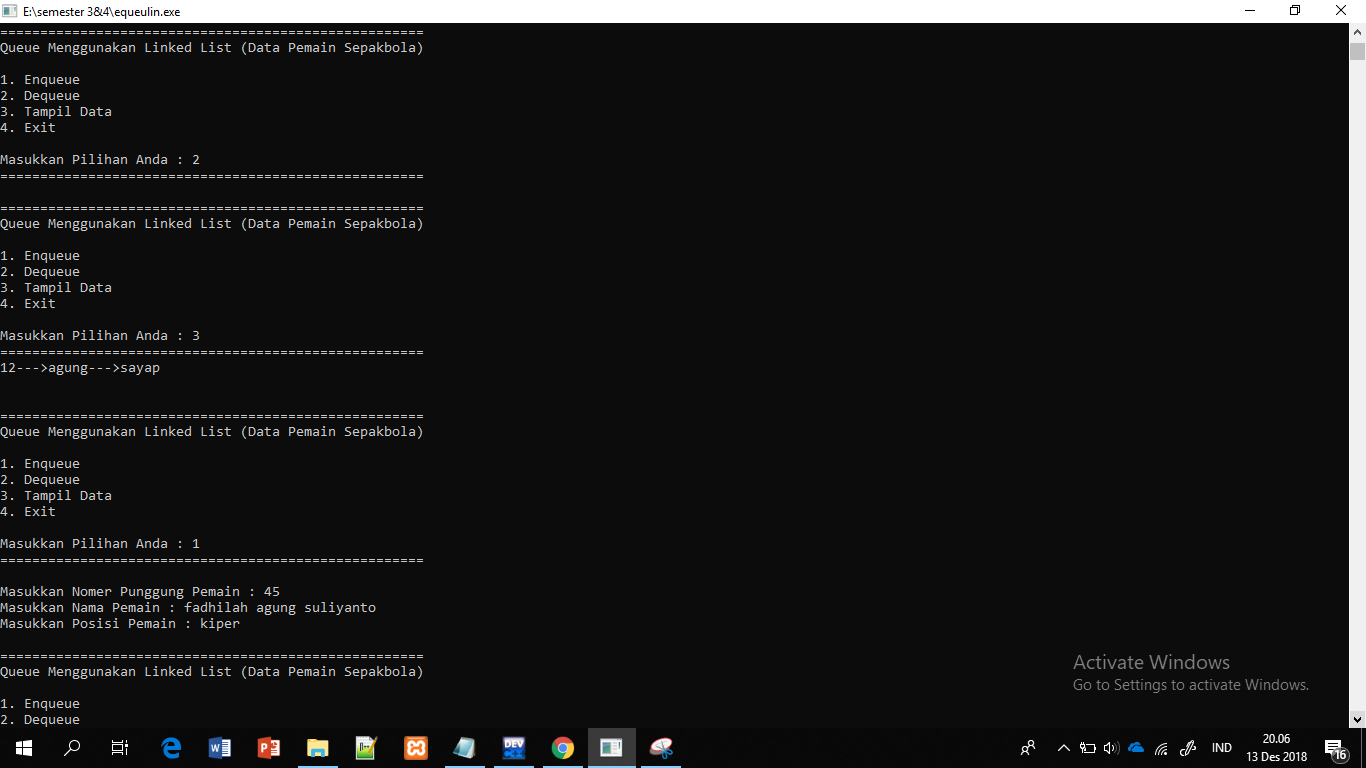 E:\semester 3&4\equeulin.exe
=====================================================
Queue Menggunakan Linked List (Data Pemain Sepakbola)
1. Enqueue
2. Dequeue
3. Tampil Data
4. Exit
Masukkan Pilihan Anda : 2
=====================================================
=====================================================
Queue Menggunakan Linked List (Data Pemain Sepakbola)
1. Enqueue
2. Dequeue
3. Tampil Data
4. Exit
Masukkan Pilihan Anda : 3
=====================================================
12--->agung--->sayap
=====================================================
Queue Menggunakan Linked List (Data Pemain Sepakbola)
1. Enqueue
2. Dequeue
3. Tampil Data
4. Exit
Masukkan Pilihan Anda : 1
=====================================================
Masukkan Nomer Punggung Pemain : 45
Masukkan Nama Pemain : fadhilah agung suliyanto
Masukkan Posisi Pemain : kiper
=====================================================
Queue Menggunakan Linked List (Data Pemain Sepakbola)
1. Enqueue
2. Dequeue
Activate Windows
Go to Settings to activate Windows.
DEV
IND
20.06
13 Des 2018
16